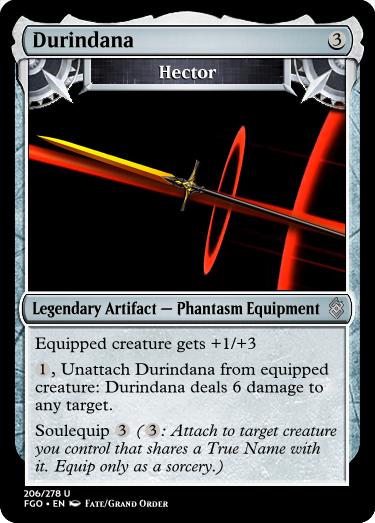 Durindana 3
Hector
Legendary Artifact — Phantasm Equipment
Equipped creature gets +1/+3
1, Unattach Durindana from equipped
creature: Durindana deals 6 damage to
any target.
Soulequip 3 (3: Attach to target creature
you control that shares a True Name with
it. Equip only as a sorcery.)
206/278 U
FGO • EN Fate/Grand Order